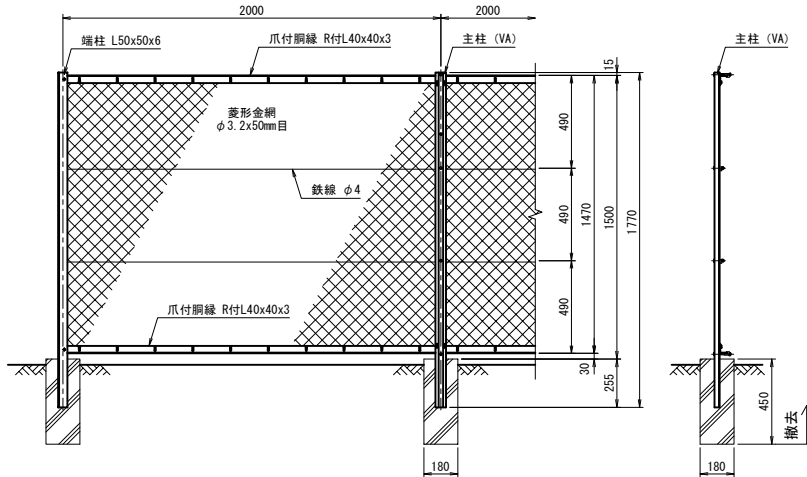 2000
2000
端柱 L50x50x6
爪付胴縁 R付L40x40x3
主柱 (VA)
主柱 (VA)
15
菱形金網
φ3.2x50mm目
490
鉄線 φ4
490
1470
1500
1770
490
爪付胴縁 R付L40x40x3
30
255
450
撤去
180
180